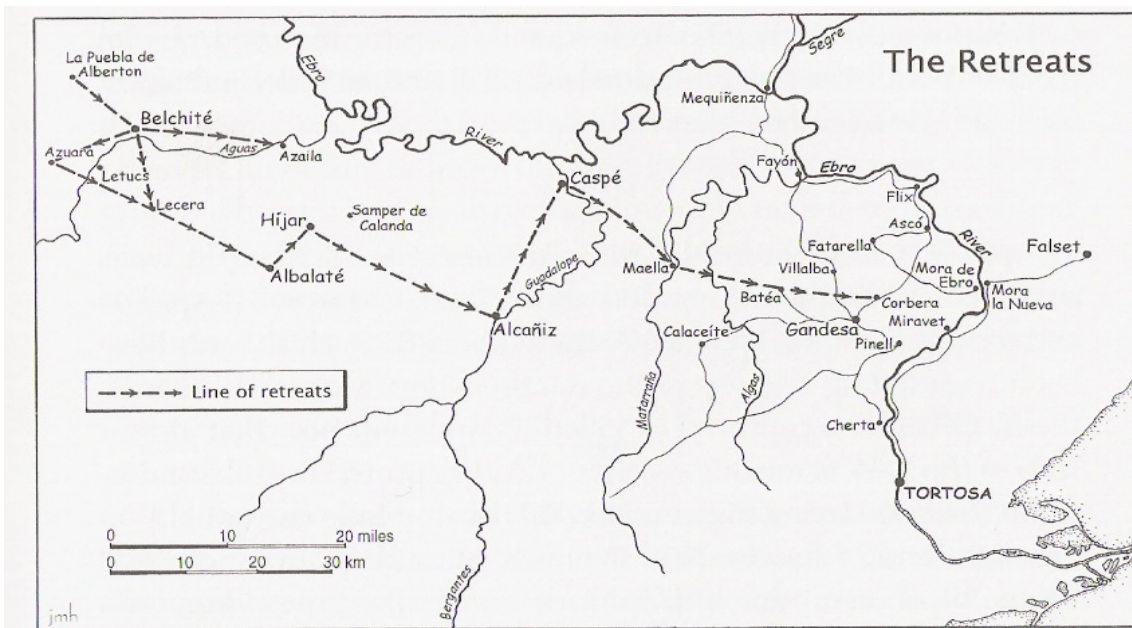 The Retreats
La Puebla de
Alberton
Belchité
Azuara
Letucs
Lecera
Aguas
Azaila
Ebro
River
Segre
Mequiñenza
Híjar
Samper de
Calanda
Albalaté
Caspé
Guadalope
Alcañiz
Maella
Fayón
Ebro
Flix
Ascó
River
Fatarella
Villalba
Mora de
Ebro
Falset
Mora
la Nueva
Batéa
Corbera
Calaceíte
Gandesa
Miravet
Pinell
Matarraña
Algas
Cherta
TORTOSA
Line of retreats
0 10 20 miles
0 10 20 30 km
Bergantes
jmh